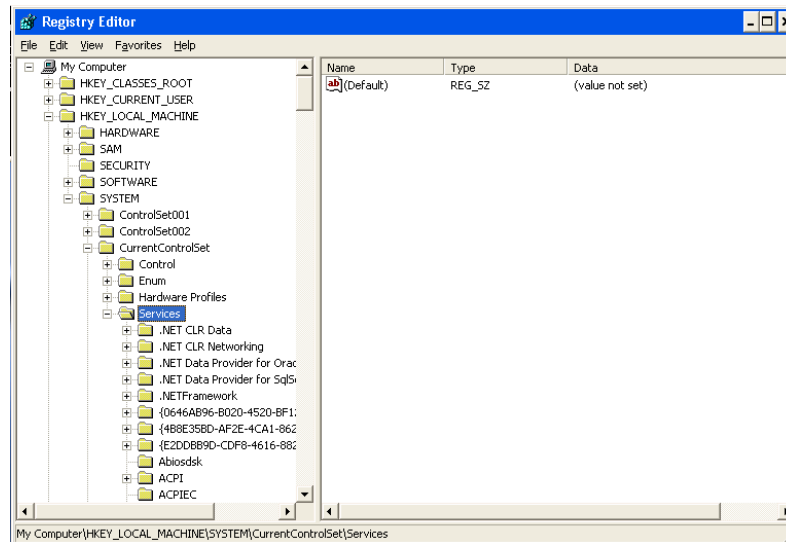 Registry Editor
File Edit View Favorites Help
My Computer
HKEY_CLASSES_ROOT
HKEY_CURRENT_USER
HKEY_LOCAL_MACHINE
HARDWARE
SAM
SECURITY
SOFTWARE
SYSTEM
ControlSet001
ControlSet002
CurrentControlSet
Control
Enum
Hardware Profiles
Services
.NET CLR Data
.NET CLR Networking
.NET Data Provider for Orac
.NET Data Provider for SqlSe
.NETFramework
{0646AB96-B020-4520-BF12
{4B8E35BD-AF2E-4CA1-862
{E2DDBB9D-CDF8-4616-882
Abiosdsk
ACPI
ACPIEC
Name Type Data
ab (Default) REG_SZ (value not set)
My Computer\HKEY_LOCAL_MACHINE\SYSTEM\CurrentControlSet\Services